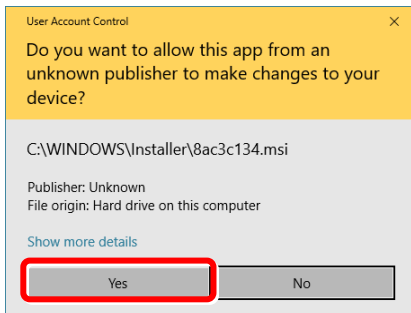 User Account Control
Do you want to allow this app from an
unknown publisher to make changes to your
device?
C:\WINDOWS\Installer\8ac3c134.msi
Publisher: Unknown
File origin: Hard drive on this computer
Show more details
Yes
No